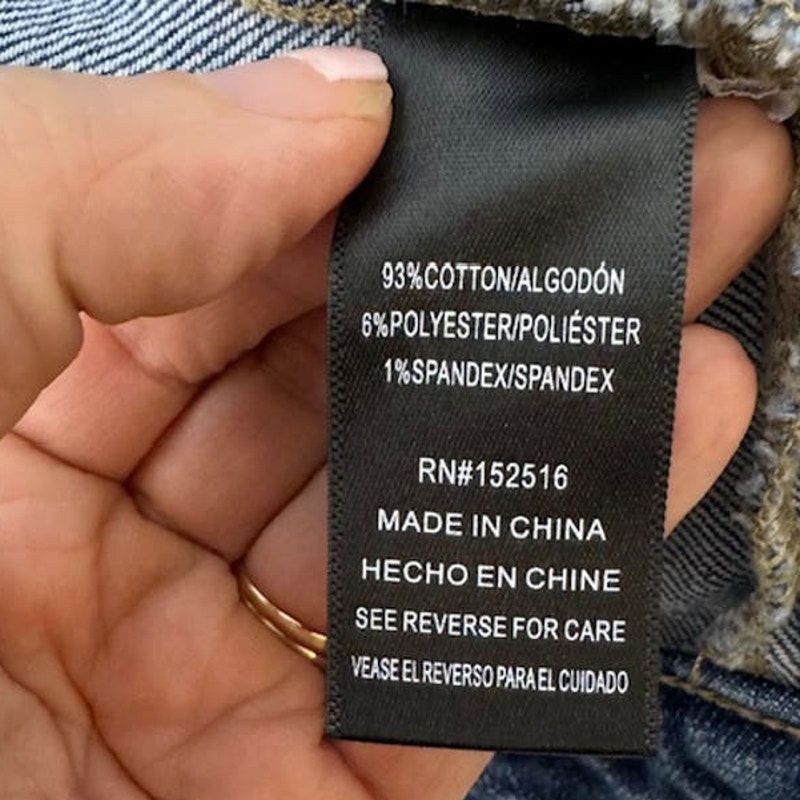 93%COTTON/ALGODÓN
6%POLYESTER/POLIÉSTER
1%SPANDEX/SPANDEX
RN#152516
MADE IN CHINA
HECHO EN CHINE
SEE REVERSE FOR CARE
VEASE EL REVERSO PARA EL CUIDADO